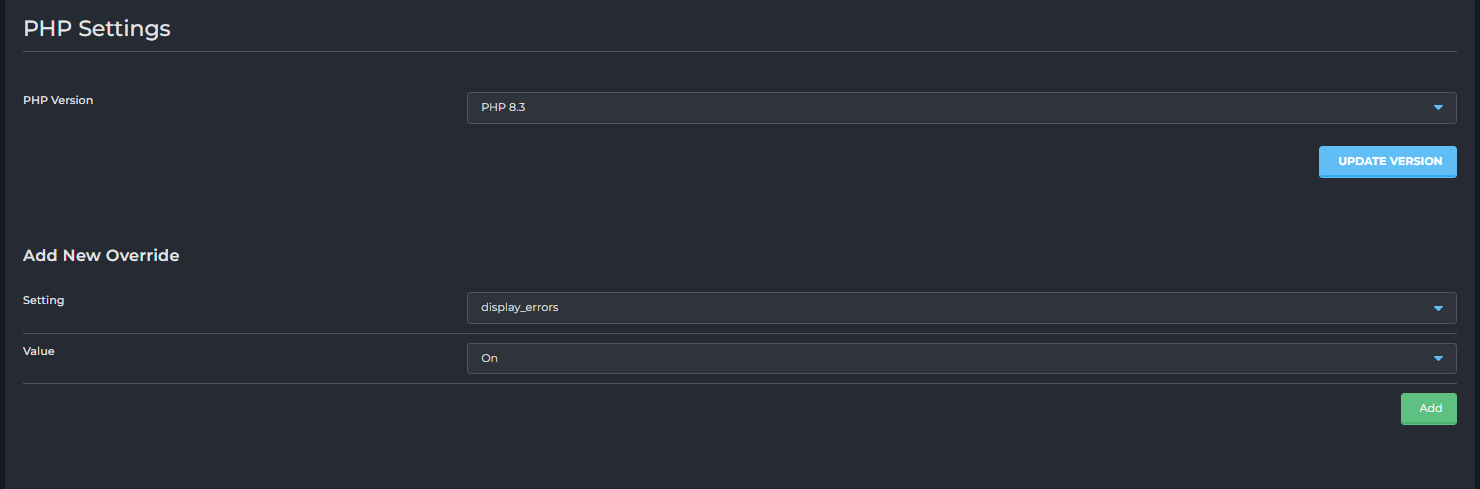 PHP Settings
PHP Version
PHP 8.3
UPDATE VERSION
Add New Override
Setting
display_errors
Value
On
Add